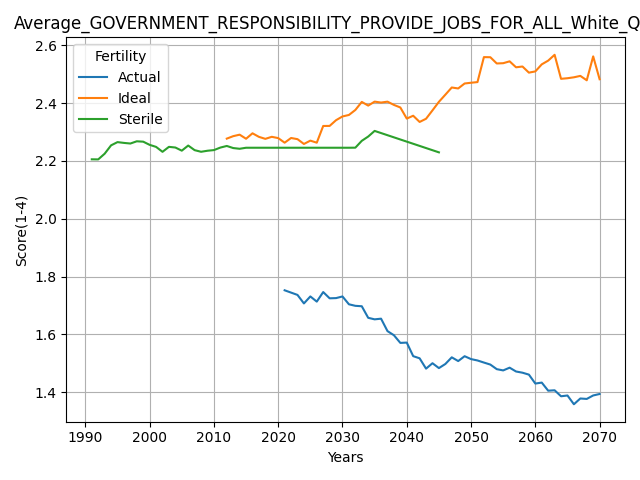 Average_GOVERNMENT_RESPONSIBILITY_PROVIDE_JOBS_FOR_ALL_White_Q
Fertility
Actual
Ideal
Sterile
Score(1-4)
2.6
2.4
2.2
2.0
1.8
1.6
1.4
1990 2000 2010 2020 2030 2040 2050 2060 2070
Years